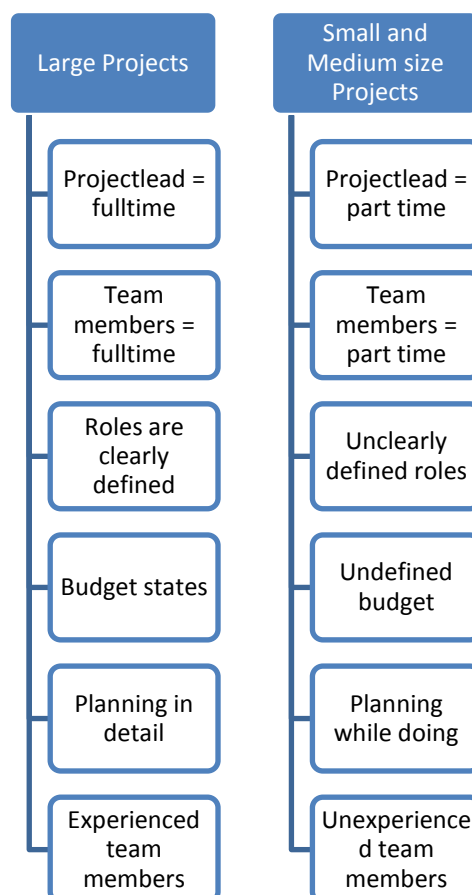 Large Projects
Projectlead =
fulltime
Team
members =
fulltime
Roles are
clearly
defined
Budget states
Planning in
detail
Experienced
team
members
Small and
Medium size
Projects
Projectlead =
part time
Team
members =
part time
Unclearly
defined roles
Undefined
budget
Planning
while doing
Unexperience
d team
members